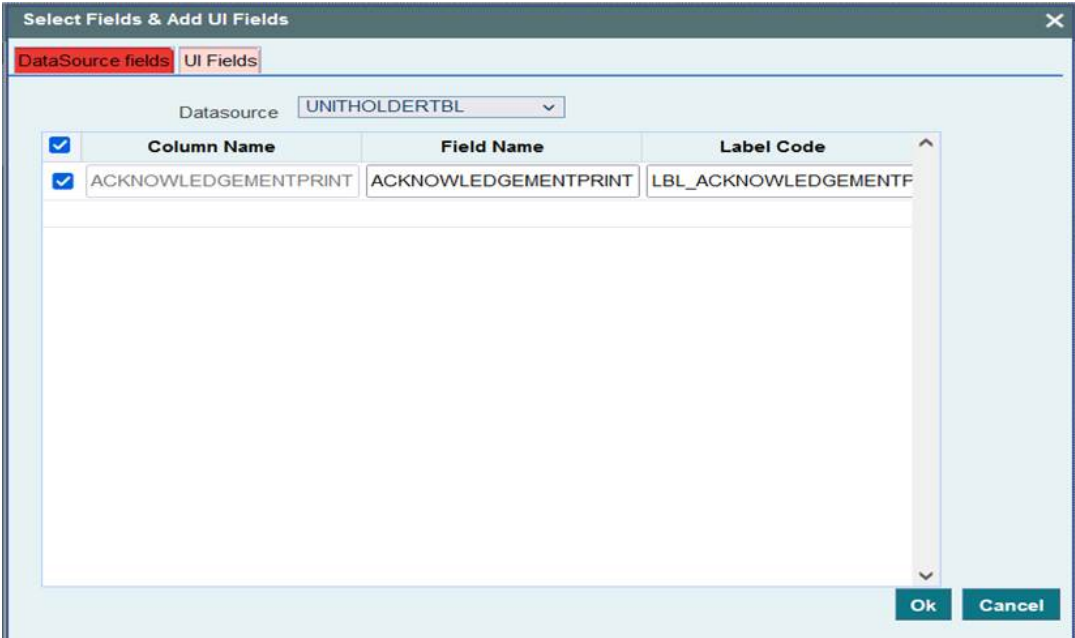 Select Fields & Add UI Fields
DataSource fields UI Fields
Datasource UNITHOLDERTBL
Column Name Field Name Label Code
ACKNOWLEDGEMENTPRINT ACKNOWLEDGEMENTPRINT LBL_ACKNOWLEDGEMENTP
Ok Cancel